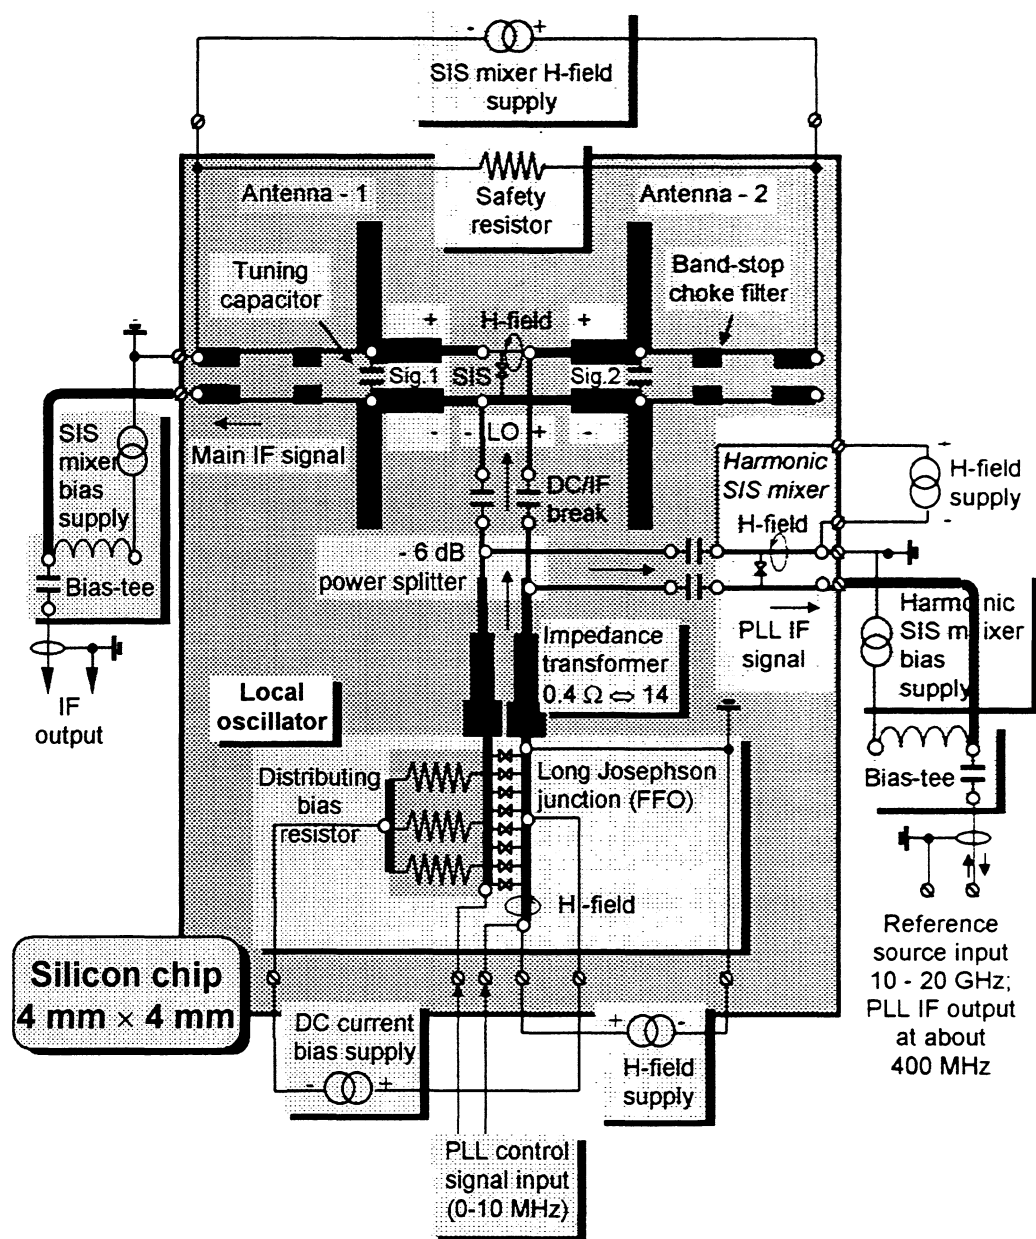 - +
SIS mixer H-field
supply
Antenna - 1
Safety
resistor
Antenna - 2
Tuning
capacitor
Band-stop
choke filter
+ H-field +
Sig.1 SIS Sig.2
- - LO + -
Main IF signal
SIS
mixer
bias
supply
Bias-tee
IF
output
DC/IF
break
Harmonic
SIS mixer
H-field
+
H-field
supply
-
- 6 dB
power splitter
PLL IF
signal
Harmonic
SIS mixer
bias
supply
Bias-tee
Impedance
transformer
0.4 Ω ⇔ 14
Local
oscillator
Distributing
bias
resistor
Long Josephson
junction (FFO)
H-field
Reference
source input
10 - 20 GHz;
PLL IF output
at about
400 MHz
Silicon chip
4 mm × 4 mm
DC current
bias supply
- +
+ -
H-field
supply
PLL control
signal input
(0-10 MHz)